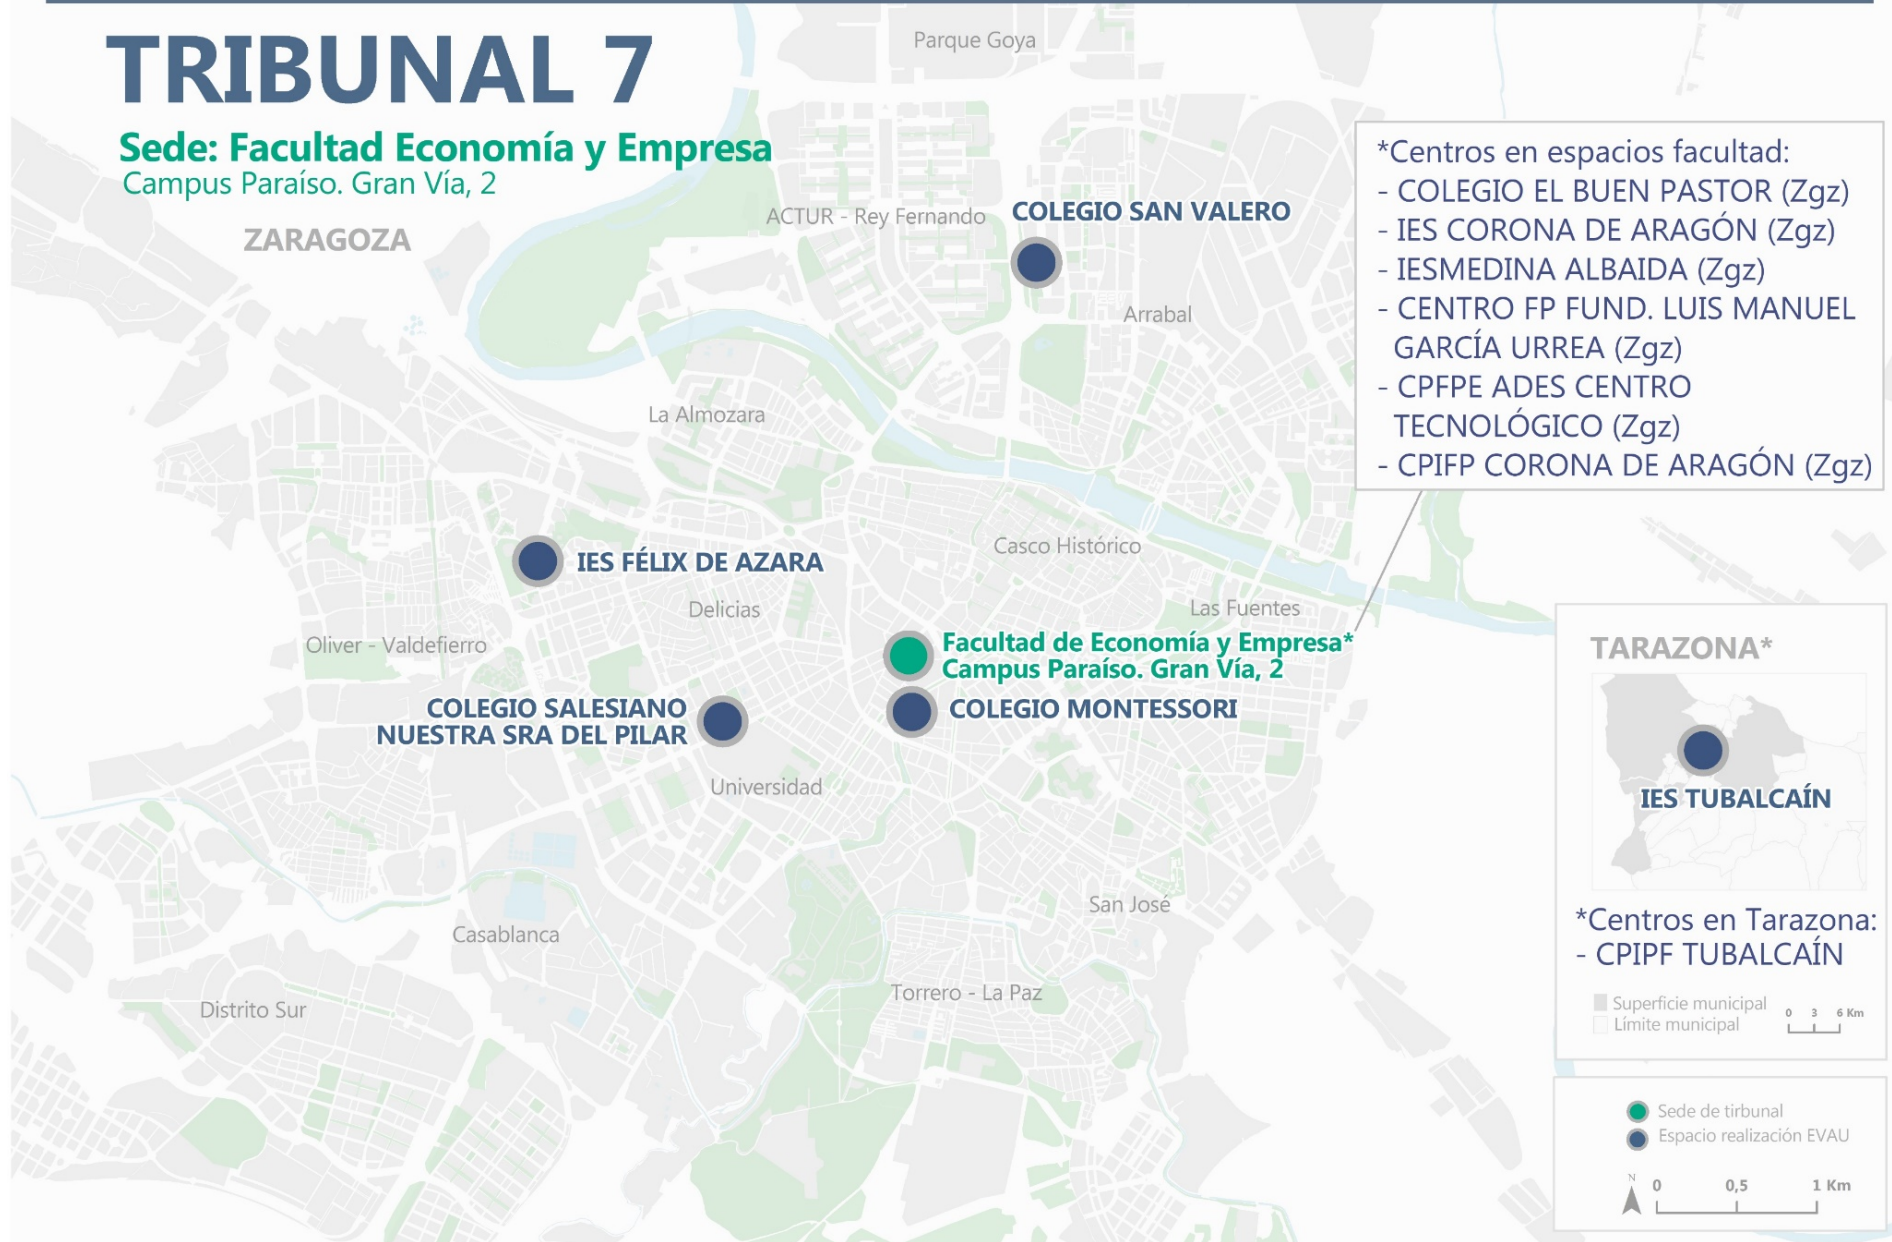 TRIBUNAL 7
Sede: Facultad Economía y Empresa
Campus Paraíso. Gran Vía, 2
ZARAGOZA
Parque Goya
ACTUR - Rey Fernando
COLEGIO SAN VALERO
Arrabal
La Almozara
*Centros en espacios facultad:
- COLEGIO EL BUEN PASTOR (Zgz)
- IES CORONA DE ARAGÓN (Zgz)
- IESMEDINA ALBAIDA (Zgz)
- CENTRO FP FUND. LUIS MANUEL
GARCÍA URREA (Zgz)
- CPFPE ADES CENTRO
TECNOLÓGICO (Zgz)
- CPIFP CORONA DE ARAGÓN (Zgz)
Casco Histórico
IES FÉLIX DE AZARA
Delicias
Las Fuentes
Oliver - Valdefierro
Facultad de Economía y Empresa*
Campus Paraíso. Gran Vía, 2
COLEGIO SALESIANO
NUESTRA SRA DEL PILAR
COLEGIO MONTESSORI
Universidad
San José
Casablanca
Torrero - La Paz
Distrito Sur
TARAZONA*
IES TUBALCAÍN
*Centros en Tarazona:
- CPIPF TUBALCAÍN
Superficie municipal
Límite municipal
0 3 6 Km
Sede de tirbunal
Espacio realización EVAU
N
0 0,5 1 Km